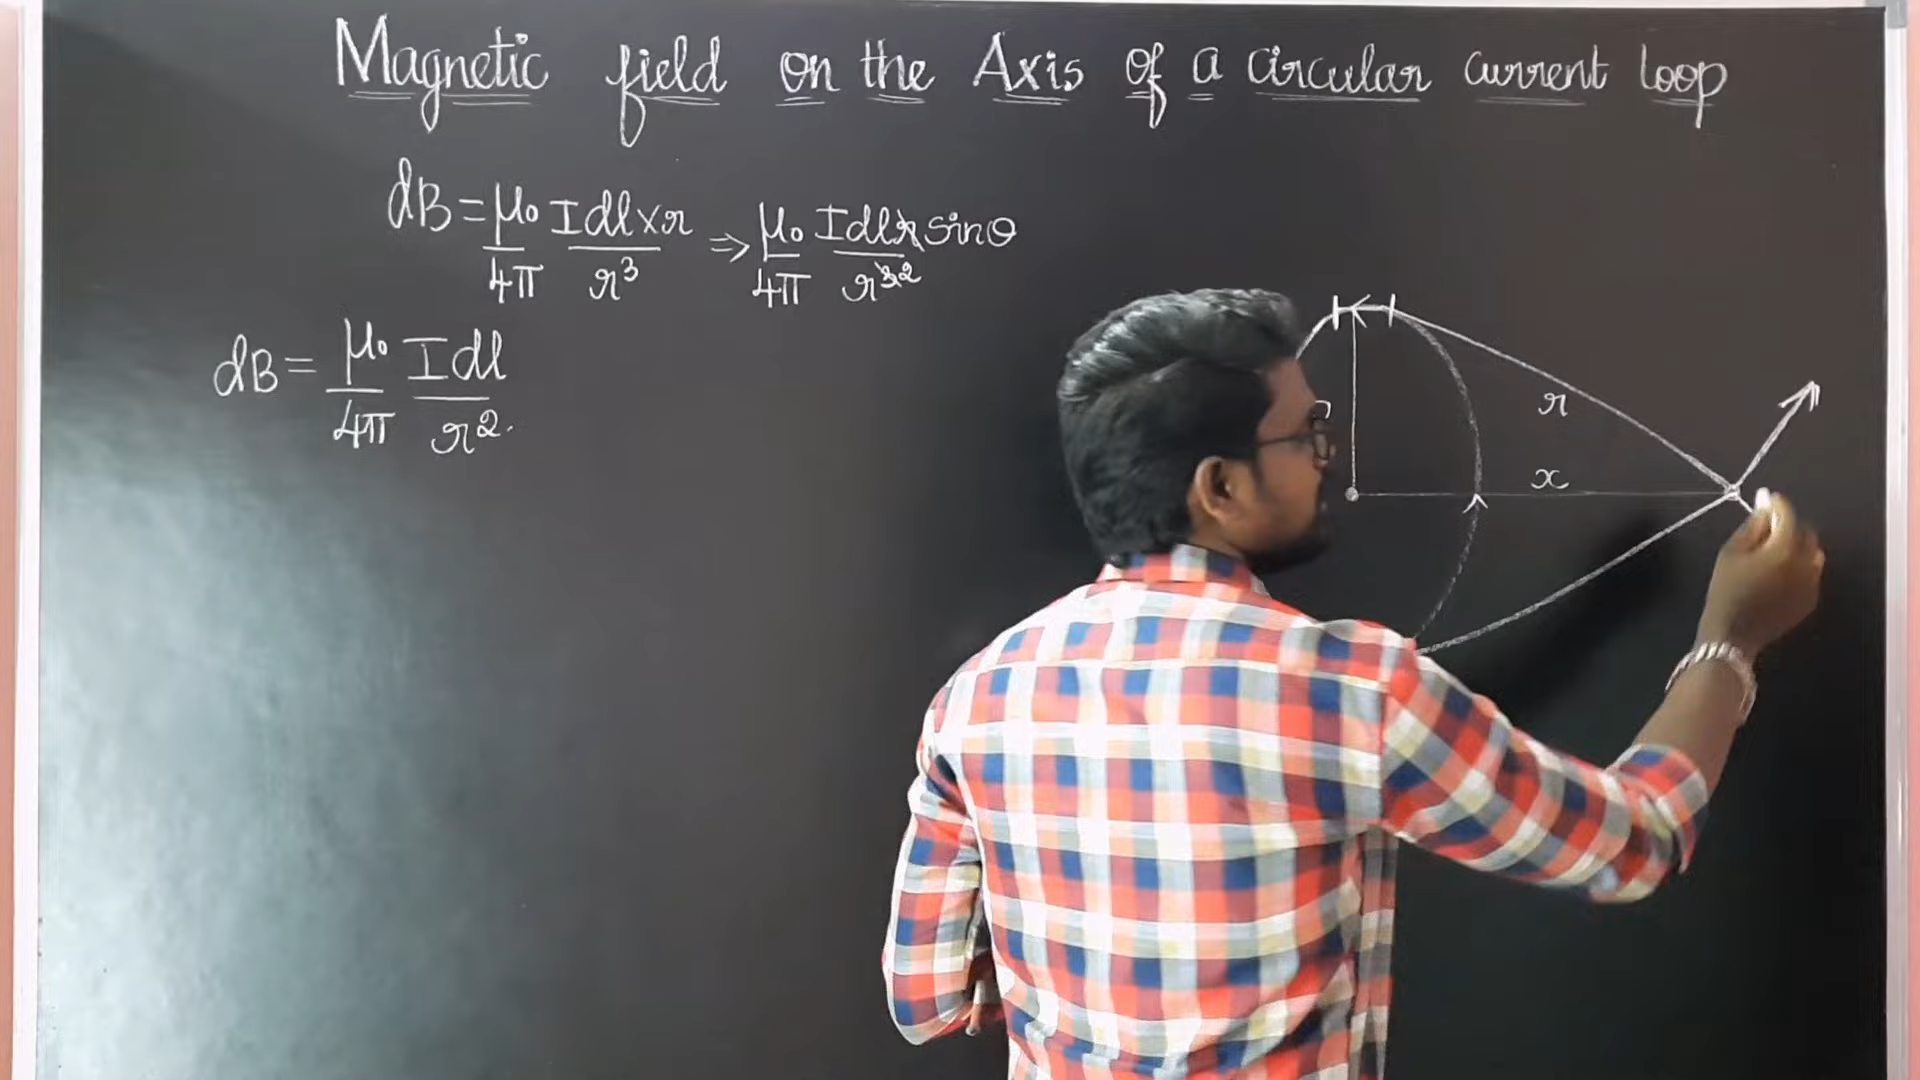 Magnetic field on the Axis of a circular current loop
dB = μ₀/4π Idl×r/r³ ⇒ μ₀/4π Idlr sinθ/r³2
dB = μ₀/4π Idl/r².
r
x